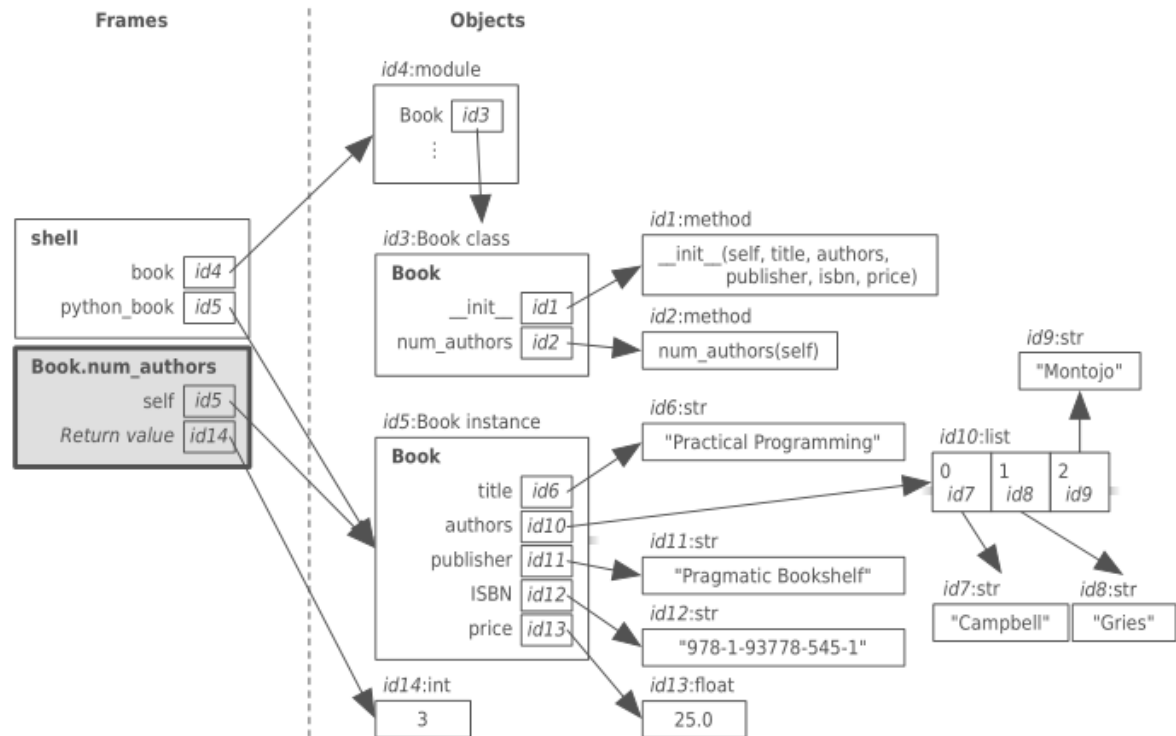 Frames
Objects
id4:module
Book id3
⋮
shell
book id4
python_book id5
Book.num_authors
self id5
Return value id14
id3:Book class
Book
__init__ id1
num_authors id2
id1:method
__init__(self, title, authors,
publisher, isbn, price)
id2:method
num_authors(self)
id5:Book instance
Book
title id6
authors id10
publisher id11
ISBN id12
price id13
id6:str
"Practical Programming"
id9:str
"Montojo"
id10:list
0 1 2
id7 id8 id9
id11:str
"Pragmatic Bookshelf"
id7:str
"Campbell"
id8:str
"Gries"
id12:str
"978-1-93778-545-1"
id14:int
3
id13:float
25.0